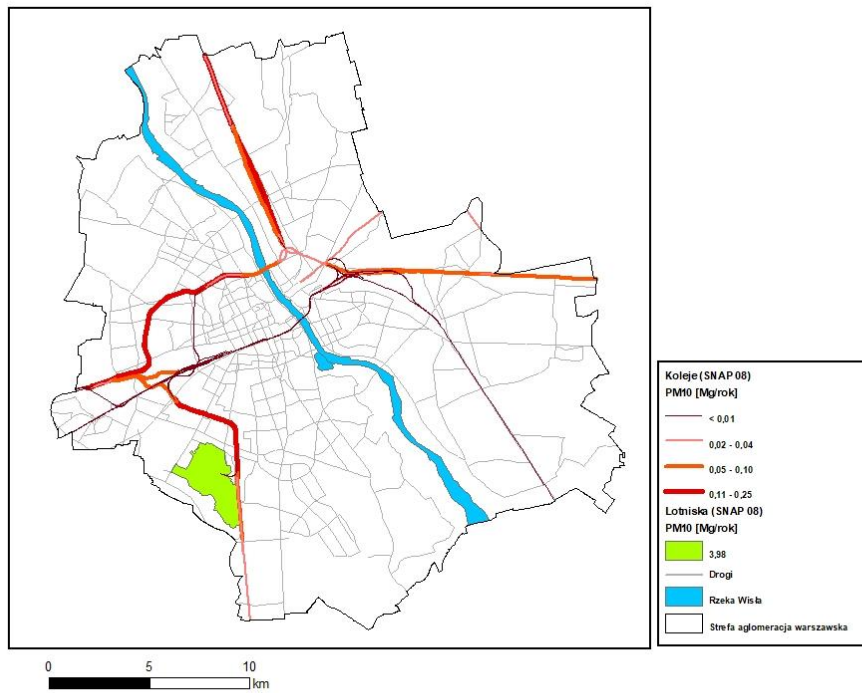 Koleje (SNAP 08)
PM10 [Mg/rok]
< 0,01
0,02 - 0,04
0,05 - 0,10
0,11 - 0,25
Lotniska (SNAP 08)
PM10 [Mg/rok]
3,98
Drogi
Rzeka Wisła
Strefa aglomeracja warszawska
0 5 10
km